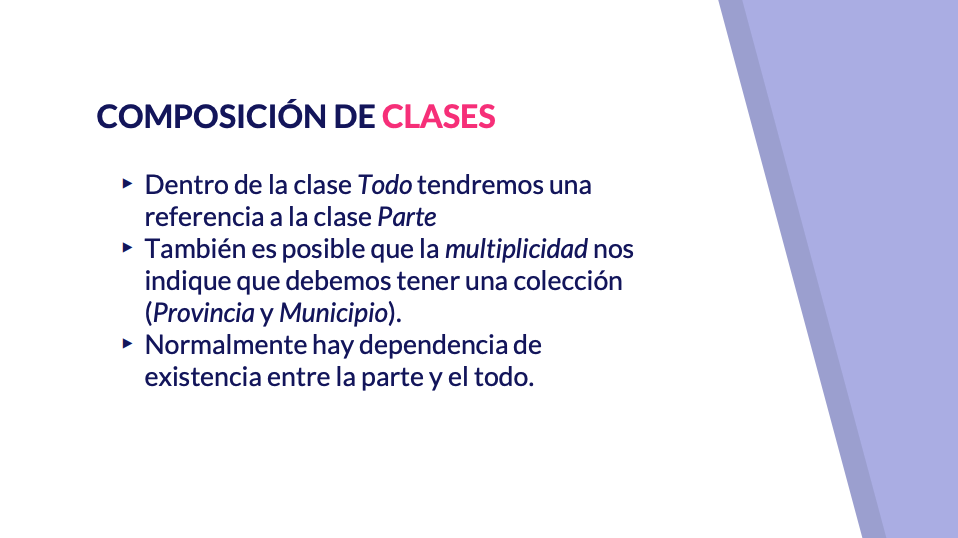 COMPOSICIÓN DE CLASES
▸ Dentro de la clase Todo tendremos una
referencia a la clase Parte
▸ También es posible que la multiplicidad nos
indique que debemos tener una colección
(Provincia y Municipio).
▸ Normalmente hay dependencia de
existencia entre la parte y el todo.